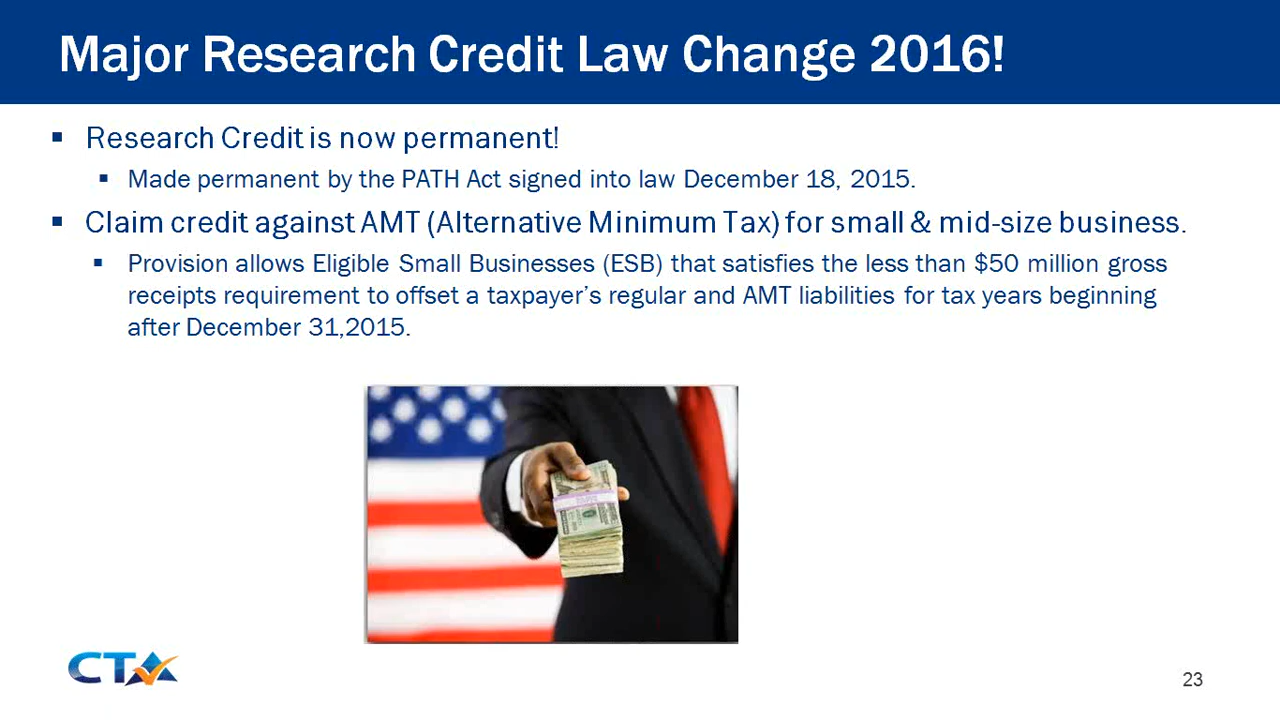 Major Research Credit Law Change 2016!
▪ Research Credit is now permanent!
▪ Made permanent by the PATH Act signed into law December 18, 2015.
▪ Claim credit against AMT (Alternative Minimum Tax) for small & mid-size business.
▪ Provision allows Eligible Small Businesses (ESB) that satisfies the less than $50 million gross
receipts requirement to offset a taxpayer’s regular and AMT liabilities for tax years beginning
after December 31,2015.
CTA
23